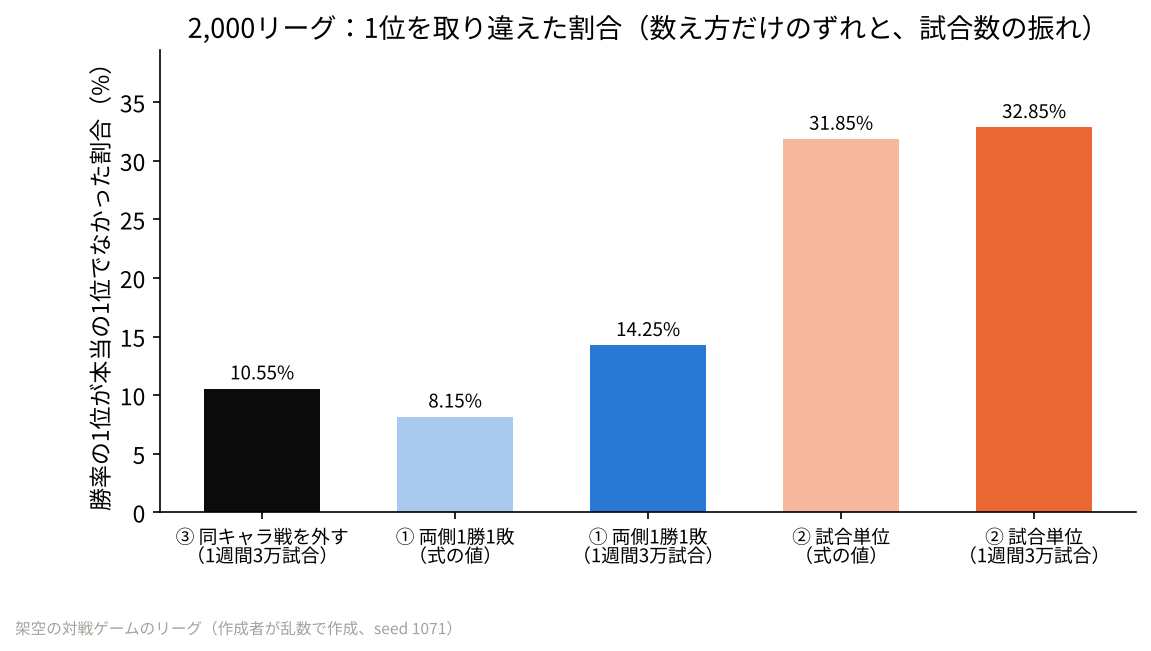 2,000リーグ：1位を取り違えた割合（数え方だけのずれと、試合数の振れ）
勝率の1位が本当の1位でなかった割合（%）
35
30
25
20
15
10
5
0
10.55%
8.15%
14.25%
31.85%
32.85%
③ 同キャラ戦を外す
（1週間3万試合）
① 両側1勝1敗
（式の値）
① 両側1勝1敗
（1週間3万試合）
② 試合単位
（式の値）
② 試合単位
（1週間3万試合）
架空の対戦ゲームのリーグ（作成者が乱数で作成、seed 1071）